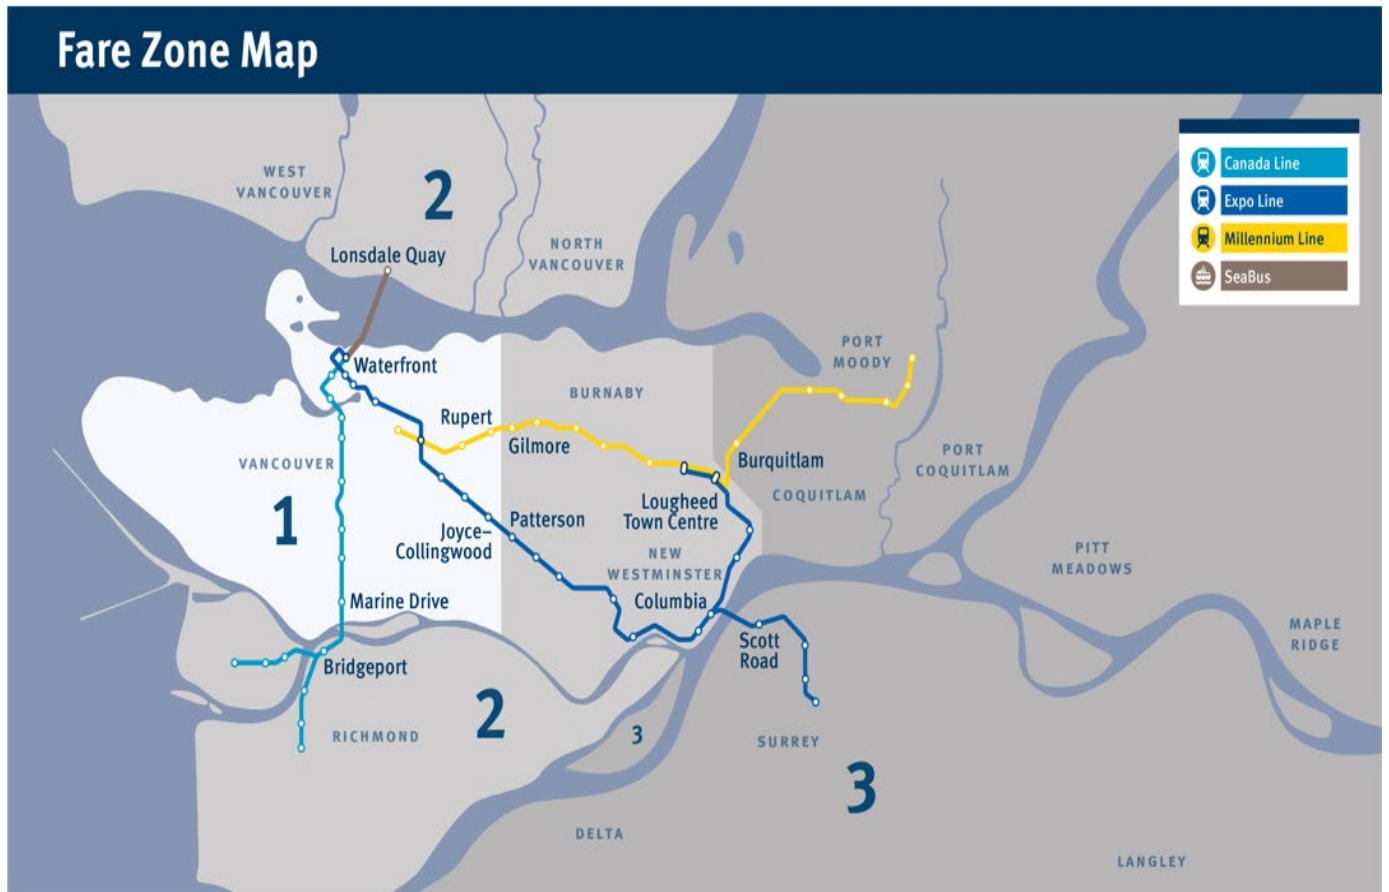 Fare Zone Map
Canada Line
Expo Line
Millennium Line
SeaBus
WEST
VANCOUVER
2
Lonsdale Quay
NORTH
VANCOUVER
PORT
MOODY
Waterfront
BURNABY
Rupert
Gilmore
VANCOUVER
Burquitlam
PORT
COQUITLAM
COQUITLAM
1
Lougheed
Town Centre
Patterson
Joyce–
Collingwood
NEW
WESTMINSTER
PITT
MEADOWS
Marine Drive
Columbia
MAPLE
RIDGE
Scott
Road
Bridgeport
2
RICHMOND
3
SURREY
3
DELTA
LANGLEY